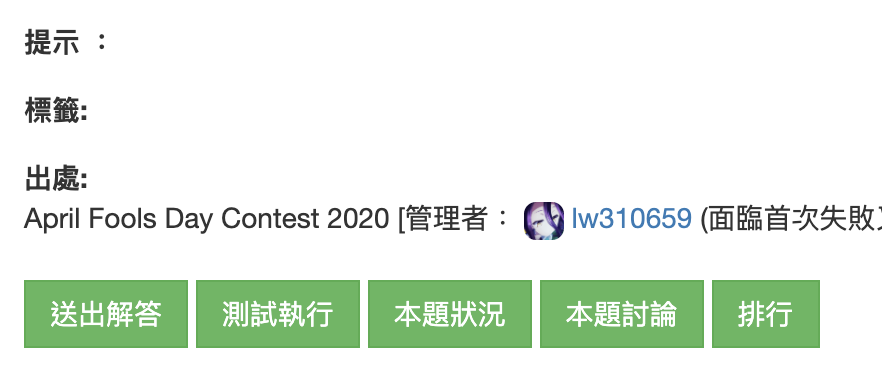 提示 ：
標籤:
出處:
April Fools Day Contest 2020 [管理者： lw310659 (面臨首次失敗
送出解答 測試執行 本題狀況 本題討論 排行